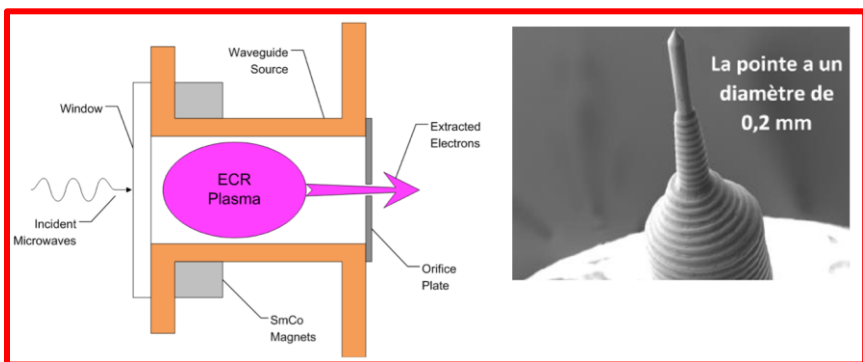 Waveguide
Source
Window
Extracted
Electrons
ECR
Plasma
Incident
Microwaves
Orifice
Plate
SmCo
Magnets
La pointe a un
diamètre de
0,2 mm